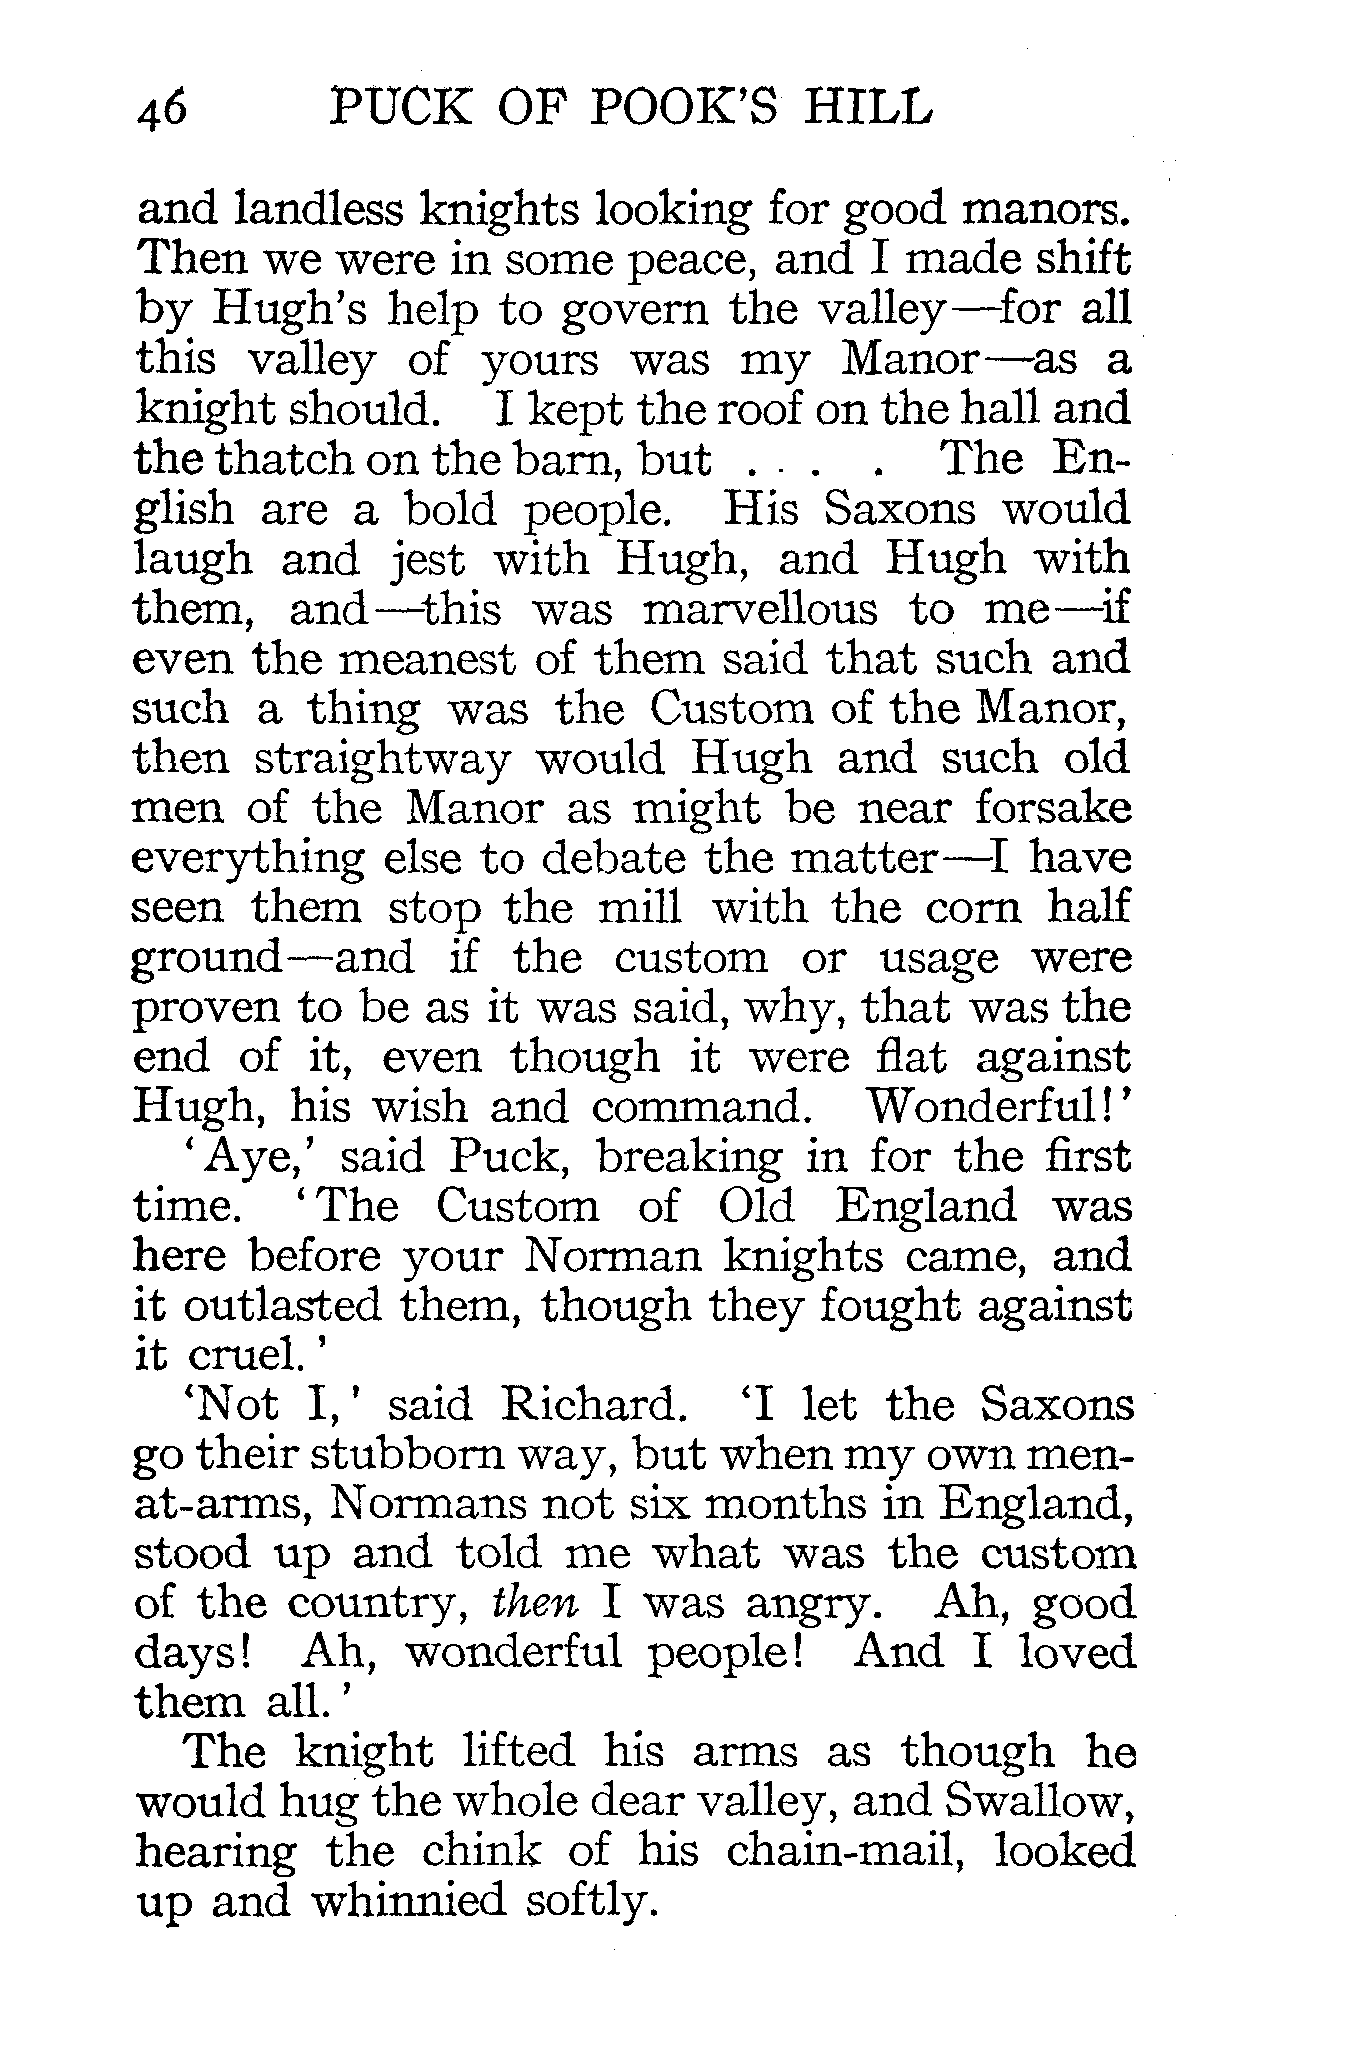 46 PUCK OF POOK'S HILL
and landless knights looking for good manors.
Then we were in some peace, and I made shift
by Hugh's help to govern the valley—for all
this valley of yours was my Manor—as a
knight should. I kept the roof on the hall and
the thatch on the barn, but . . . . The En-
glish are a bold people. His Saxons would
laugh and jest with Hugh, and Hugh with
them, and—this was marvellous to me—if
even the meanest of them said that such and
such a thing was the Custom of the Manor,
then straightway would Hugh and such old
men of the Manor as might be near forsake
everything else to debate the matter—I have
seen them stop the mill with the corn half
ground—and if the custom or usage were
proven to be as it was said, why, that was the
end of it, even though it were flat against
Hugh, his wish and command. Wonderful!'
'Aye,' said Puck, breaking in for the first
time. 'The Custom of Old England was
here before your Norman knights came, and
it outlasted them, though they fought against
it cruel.'
'Not I,' said Richard. 'I let the Saxons
go their stubborn way, but when my own men-
at-arms, Normans not six months in England,
stood up and told me what was the custom
of the country, then I was angry. Ah, good
days! Ah, wonderful people! And I loved
them all.'
The knight lifted his arms as though he
would hug the whole dear valley, and Swallow,
hearing the chink of his chain-mail, looked
up and whinnied softly.